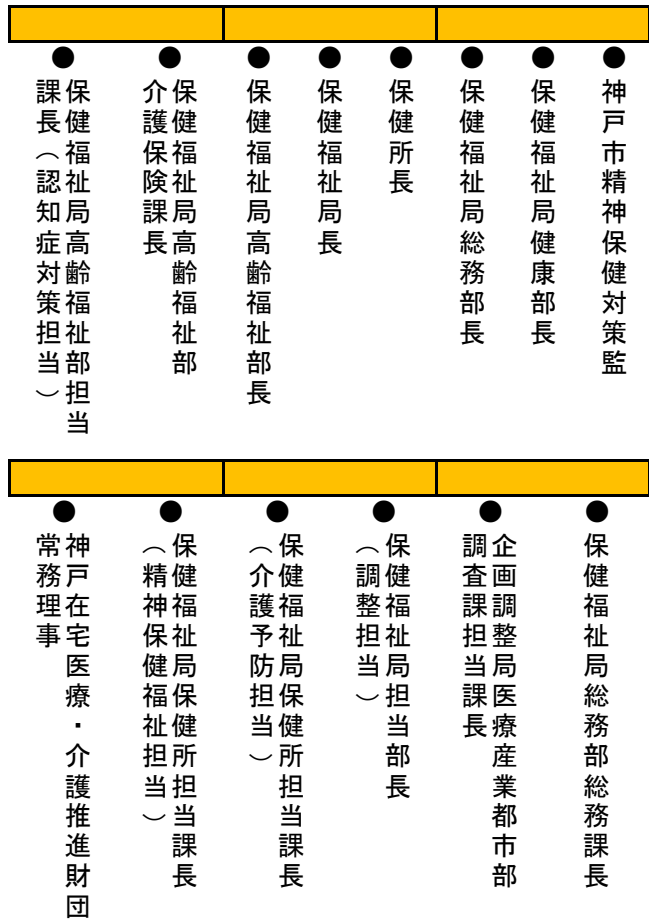 神戸市精神保健対策監
保健福祉局健康部長
保健福祉局総務部長
保健所長
保健福祉局長
保健福祉局高齢福祉部長
保健福祉局高齢福祉部
介護保険課長
保健福祉局高齢福祉部担当
課長（認知症対策担当）
保健福祉局総務部総務課長
企画調整局医療産業都市部
調査課担当課長
保健福祉局担当部長
（調整担当）
保健福祉局保健所担当課長
（介護予防担当）
保健福祉局保健所担当課長
（精神保健福祉担当）
神戸在宅医療・介護推進財団
常務理事